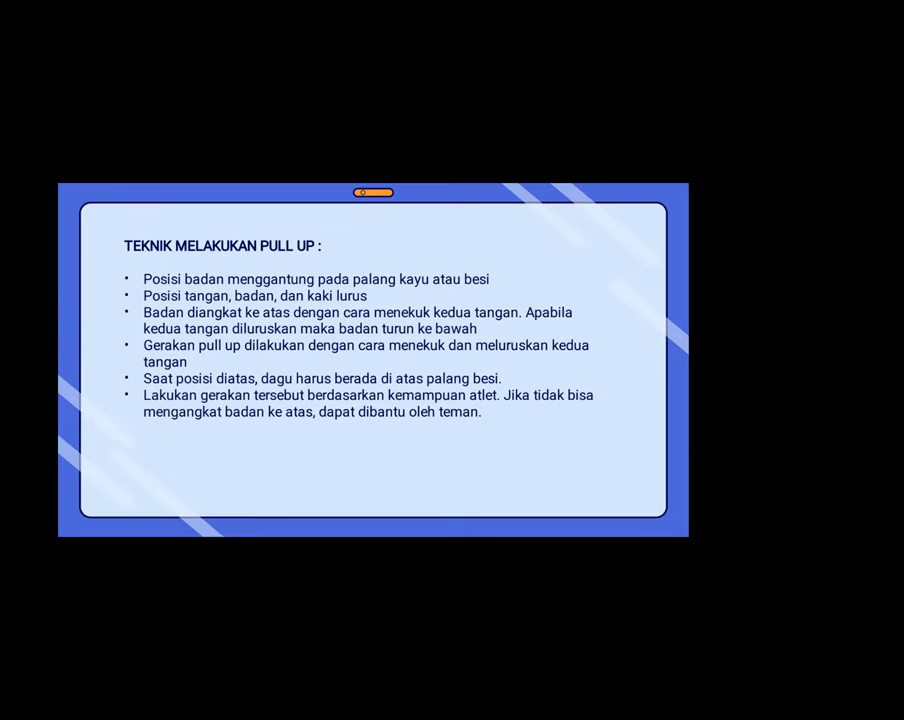 TEKNIK MELAKUKAN PULL UP :
• Posisi badan menggantung pada palang kayu atau besi
• Posisi tangan, badan, dan kaki lurus
• Badan diangkat ke atas dengan cara menekuk kedua tangan. Apabila
kedua tangan diluruskan maka badan turun ke bawah
• Gerakan pull up dilakukan dengan cara menekuk dan meluruskan kedua
tangan
• Saat posisi diatas, dagu harus berada di atas palang besi.
• Lakukan gerakan tersebut berdasarkan kemampuan atlet. Jika tidak bisa
mengangkat badan ke atas, dapat dibantu oleh teman.